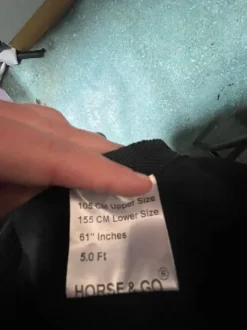 105 CM Upper Size
155 CM Lower Size
61" Inches
5.0 Ft
HORSE & GO ®